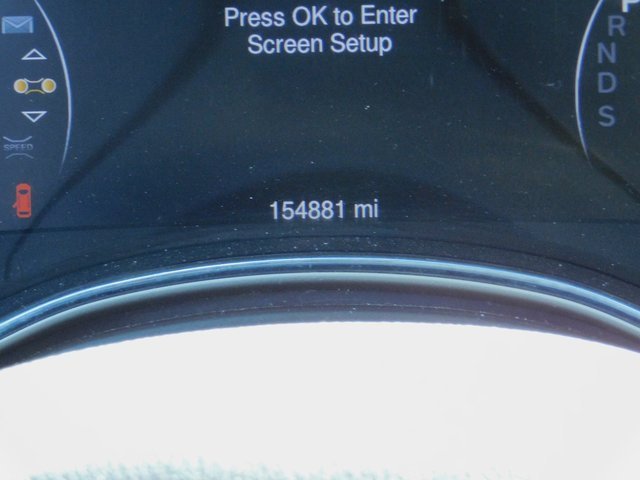 Press OK to Enter
Screen Setup
P
R
N
D
S
SPEED
154881 mi